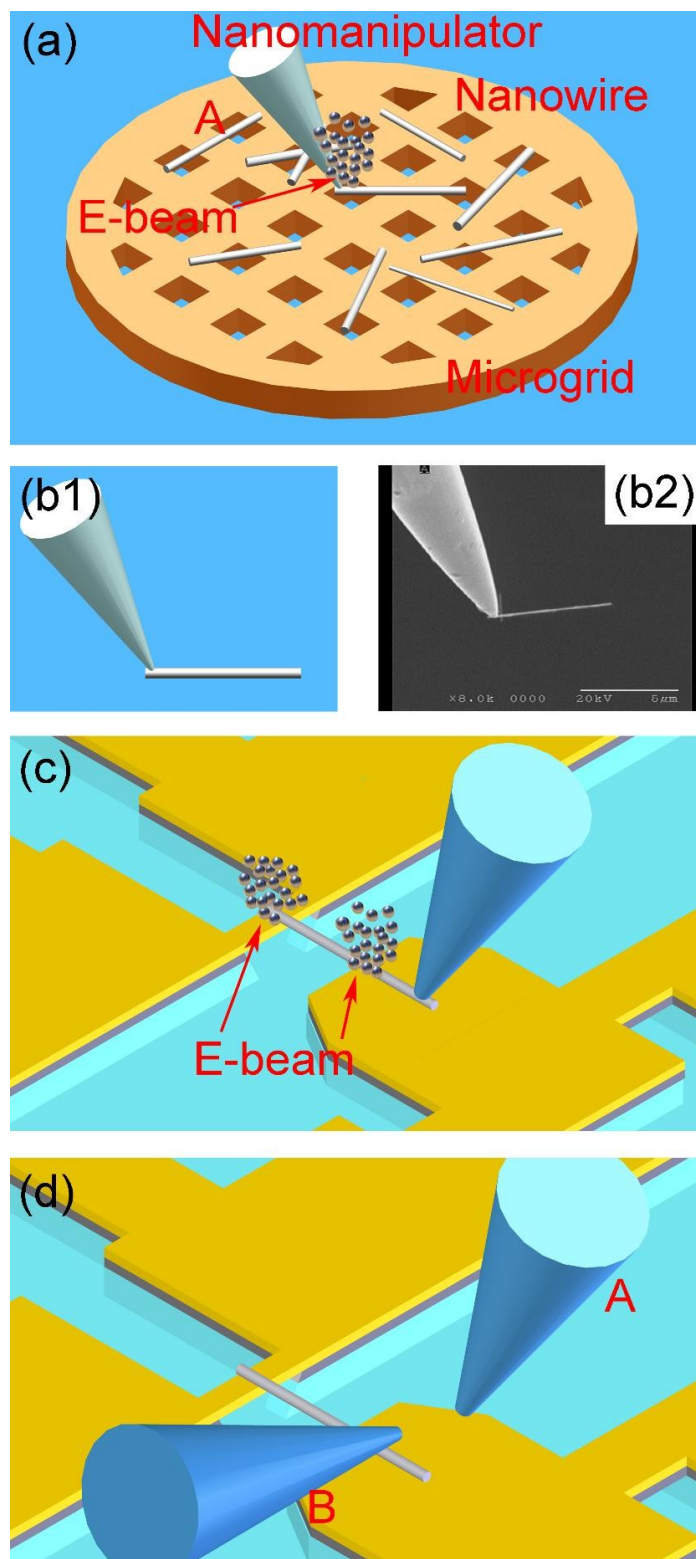 (a)
Nanomanipulator
A
Nanowire
E-beam
Microgrid
(b1)
(b2)
A
×8.0k 0000 20kV 5μm
(c)
E-beam
(d)
A
B